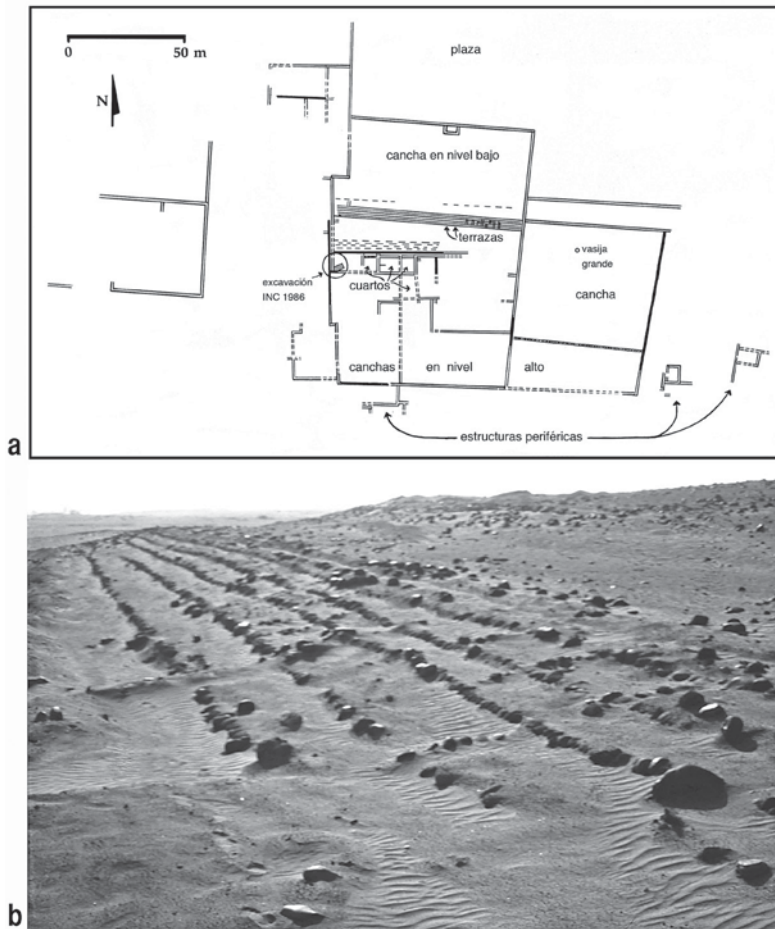 0 50 m
N
plaza
cancha en nivel bajo
terrazas
vasija
grande
excavación
INC 1986
cuartos
cancha
canchas en nivel alto
estructuras periféricas
a
b